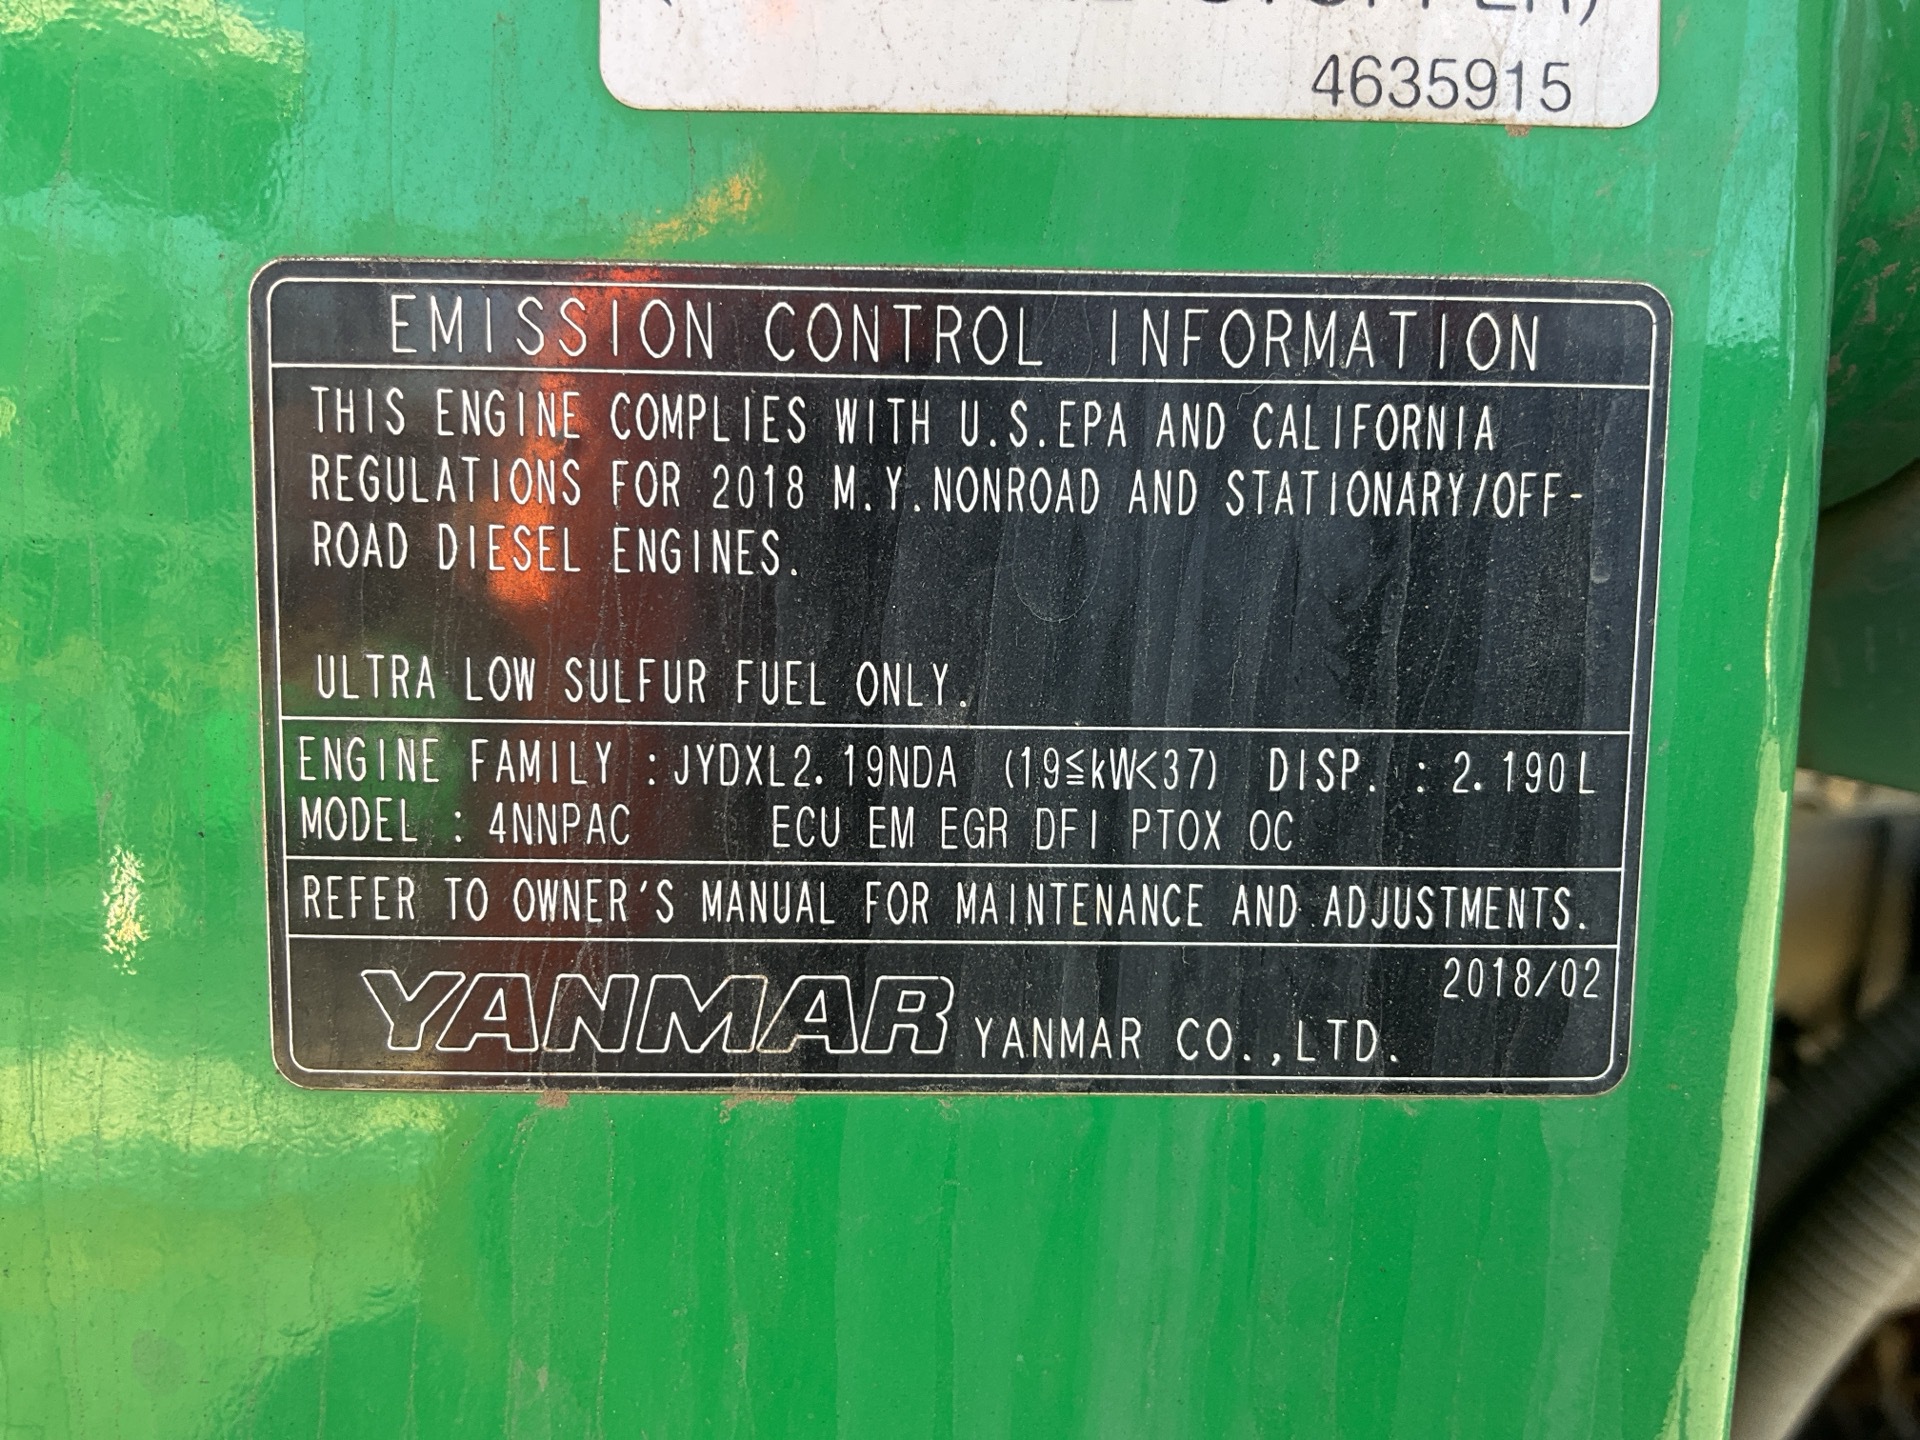 4635915
EMISSION CONTROL INFORMATION
THIS ENGINE COMPLIES WITH U.S.EPA AND CALIFORNIA
REGULATIONS FOR 2018 M.Y.NONROAD AND STATIONARY/OFF-
ROAD DIESEL ENGINES.
ULTRA LOW SULFUR FUEL ONLY.
ENGINE FAMILY :JYDXL2.19NDA (19≦kW<37) DISP. : 2.190L
MODEL : 4NNPAC ECU EM EGR DFI PTOX OC
REFER TO OWNER'S MANUAL FOR MAINTENANCE AND ADJUSTMENTS.
2018/02
YANMAR YANMAR CO.,LTD.